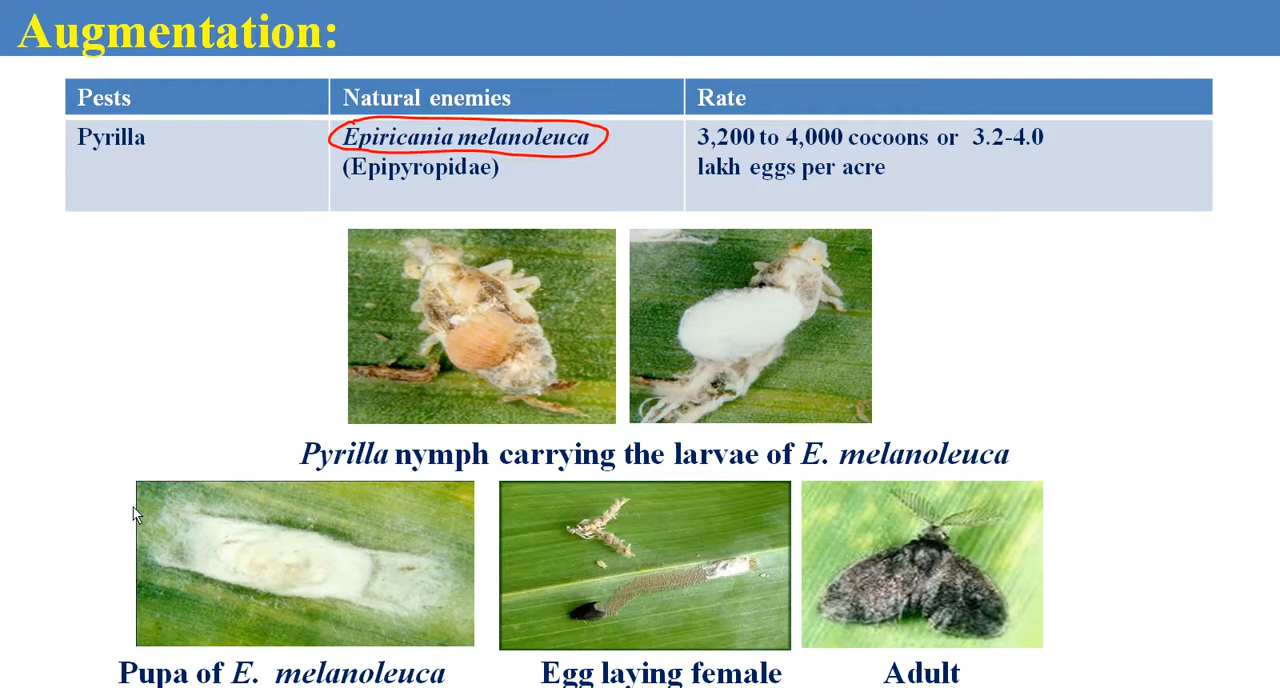 Augmentation:
Pests
Natural enemies
Rate
Pyrilla
Epiricania melanoleuca
(Epipyropidae)
3,200 to 4,000 cocoons or 3.2-4.0
lakh eggs per acre
Pyrilla nymph carrying the larvae of E. melanoleuca
Pupa of E. melanoleuca
Egg laying female
Adult